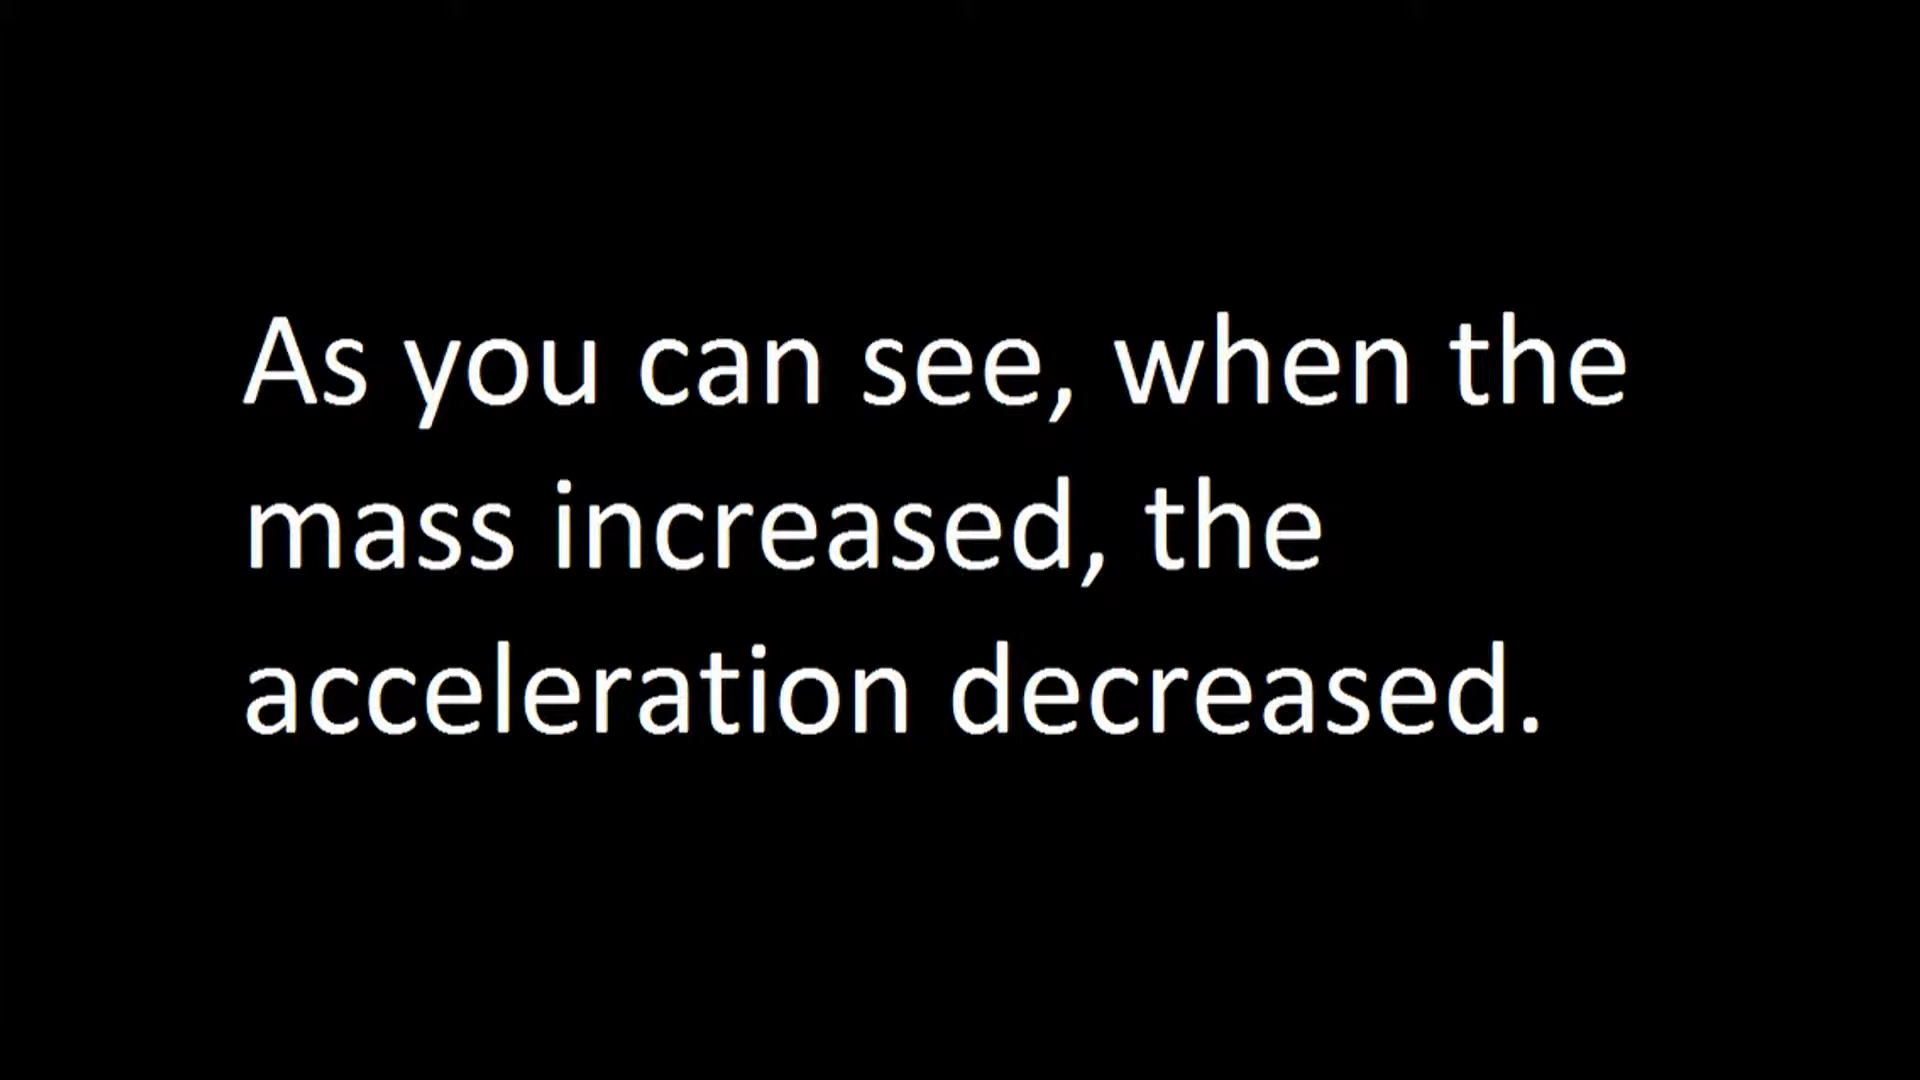 As you can see, when the
mass increased, the
acceleration decreased.